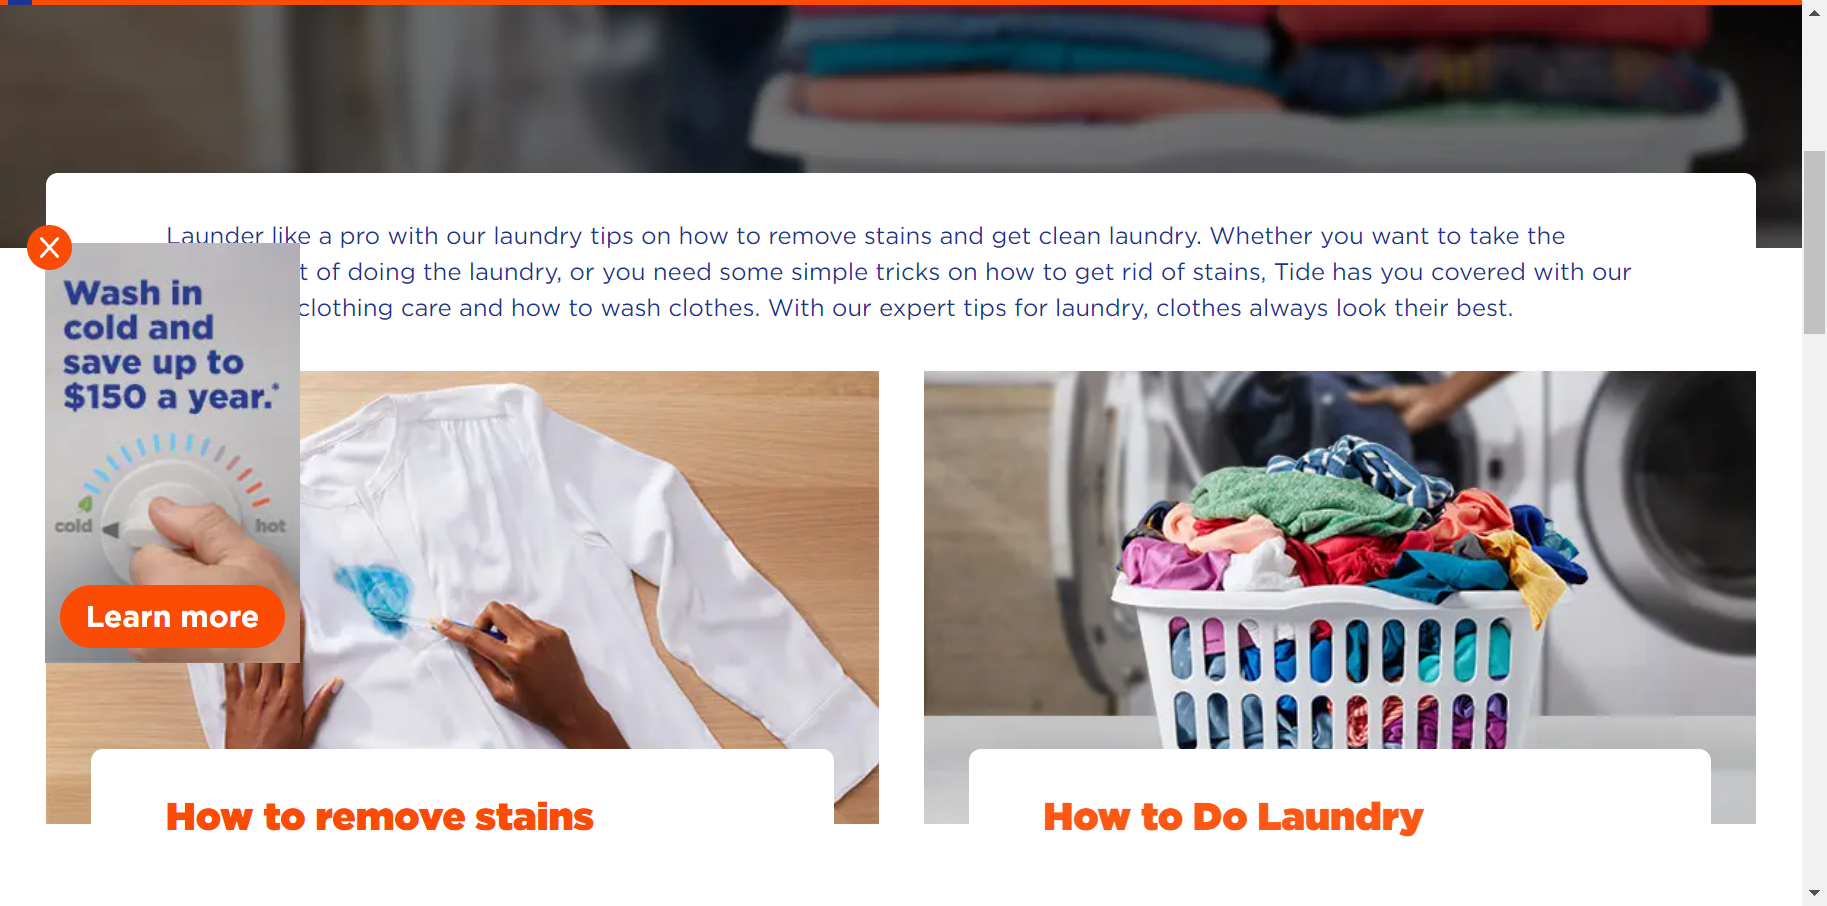 Launder like a pro with our laundry tips on how to remove stains and get clean laundry. Whether you want to take the
of doing the laundry, or you need some simple tricks on how to get rid of stains, Tide has you covered with our
clothing care and how to wash clothes. With our expert tips for laundry, clothes always look their best.
Wash in
cold and
save up to
$150 a year.*
cold
hot
Learn more
How to remove stains
How to Do Laundry